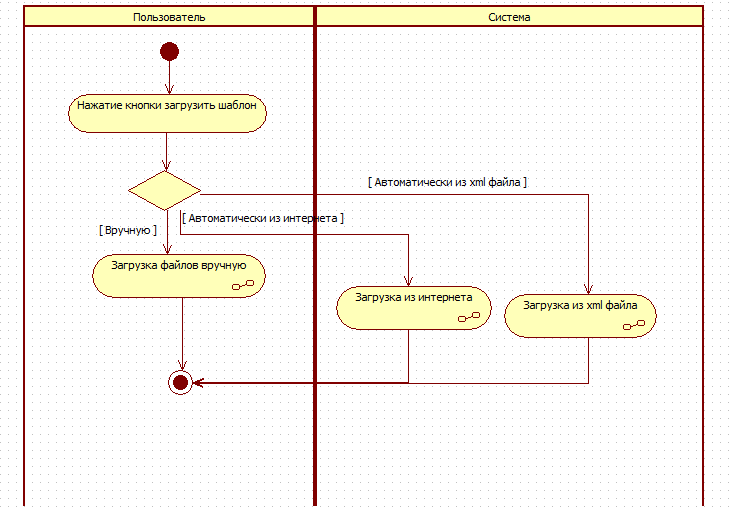 Пользователь
Система
Нажатие кнопки загрузить шаблон
[ Автоматически из xml файла ]
[ Автоматически из интернета ]
[ Вручную ]
Загрузка файлов вручную
Загрузка из интернета
Загрузка из xml файла